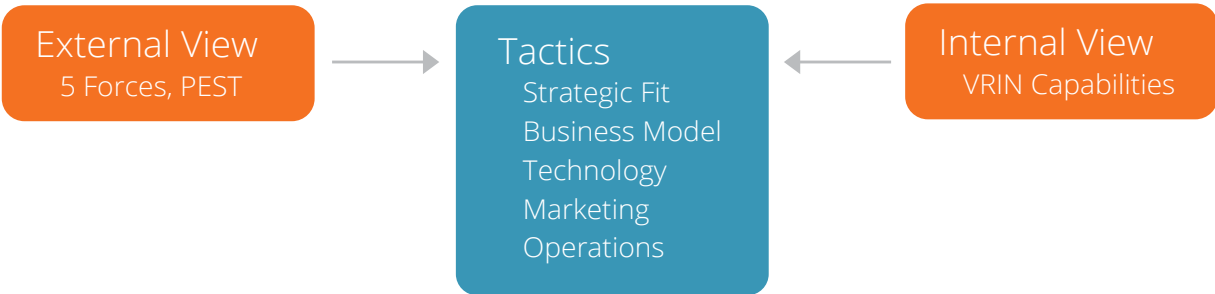 External View
5 Forces, PEST
Tactics
Strategic Fit
Business Model
Technology
Marketing
Operations
Internal View
VRIN Capabilities